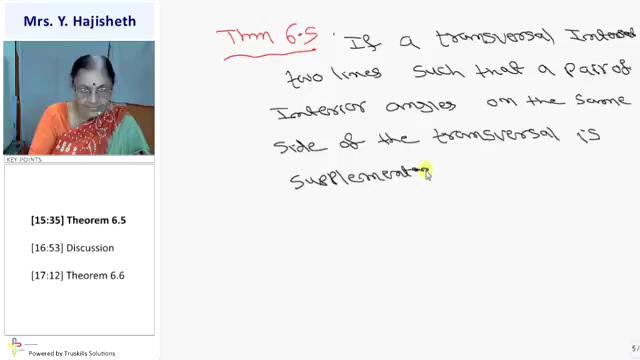 Mrs. Y. Hajisheth
Thm 6.5. If a transversal
two lines such that a pair of
Interior angles on the same
side of the transversal is
KEY POINTS
[15:35] Theorem 6.5
[16:53] Discussion
[17:12] Theorem 6.6
Powered by Truskills Solutions
5/